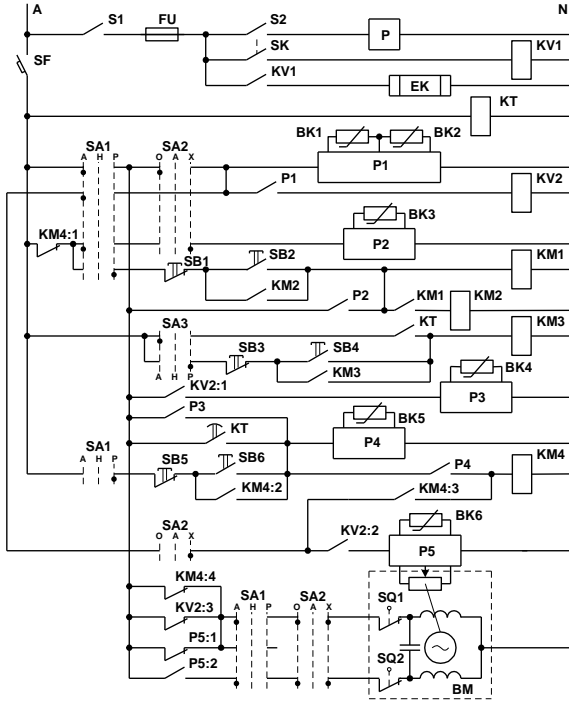 A N
S1 FU S2 P
SF SK KV1
KV1 EK
KT
SA1 SA2 BK1 BK2
А Н Р О А Х P1
P1 KV2
KM4:1 BK3
P2
SB1 SB2 KM1
KM2 P2 KM1 KM2
SA3 KT KM3
SB3 SB4
А Н Р KM3 BK4
KV2:1 P3
P3 BK5
KT P4
SA1
А Н Р SB5 SB6 P4 KM4
KM4:2 KM4:3
SA2 BK6
О А Х KV2:2 P5
KM4:4 SA1 SA2 SQ1
KV2:3 А Н Р О А Х
P5:1 SQ2
P5:2 BM